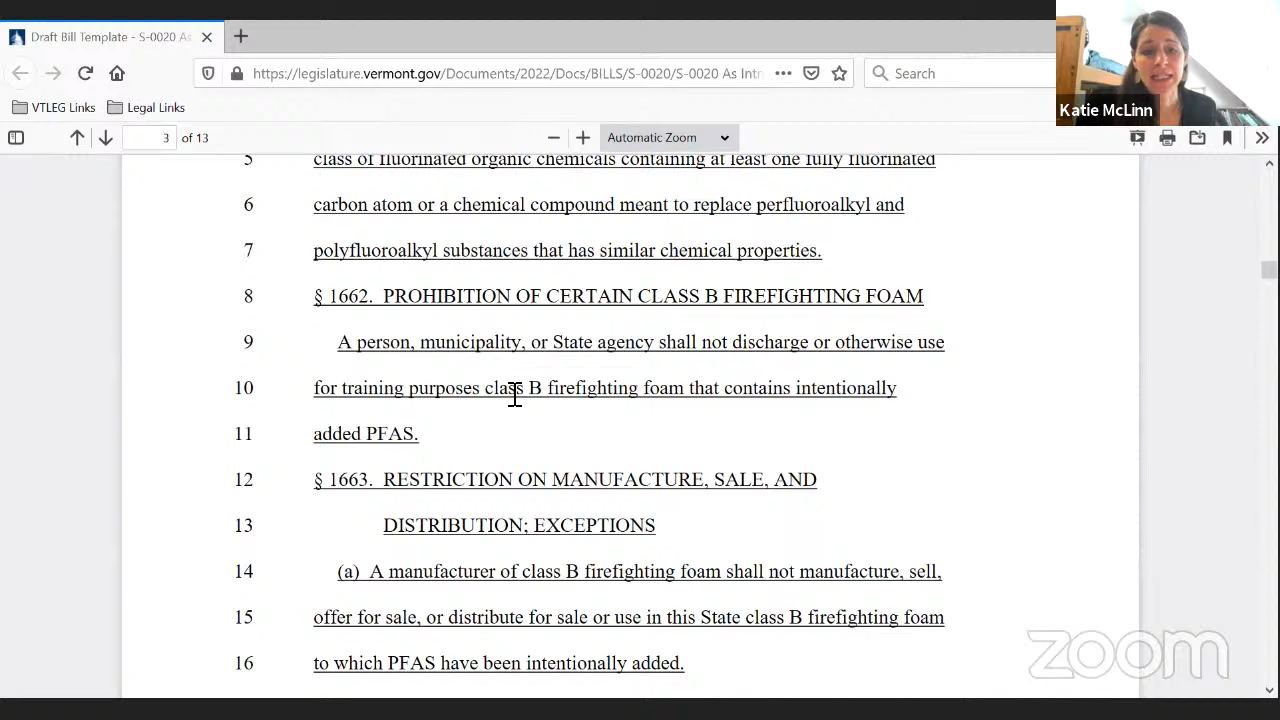 Draft Bill Template - S-0020 As
https://legislature.vermont.gov/Documents/2022/Docs/BILLS/S-0020/S-0020 As Intr
Search
Katie McLinn
VTLEG Links Legal Links
3 of 13
Automatic Zoom
5 class of fluorinated organic chemicals containing at least one fully fluorinated
6 carbon atom or a chemical compound meant to replace perfluoroalkyl and
7 polyfluoroalkyl substances that has similar chemical properties.
8 § 1662. PROHIBITION OF CERTAIN CLASS B FIREFIGHTING FOAM
9 A person, municipality, or State agency shall not discharge or otherwise use
10 for training purposes class B firefighting foam that contains intentionally
11 added PFAS.
12 § 1663. RESTRICTION ON MANUFACTURE, SALE, AND
13 DISTRIBUTION; EXCEPTIONS
14 (a) A manufacturer of class B firefighting foam shall not manufacture, sell,
15 offer for sale, or distribute for sale or use in this State class B firefighting foam
16 to which PFAS have been intentionally added.
zoom